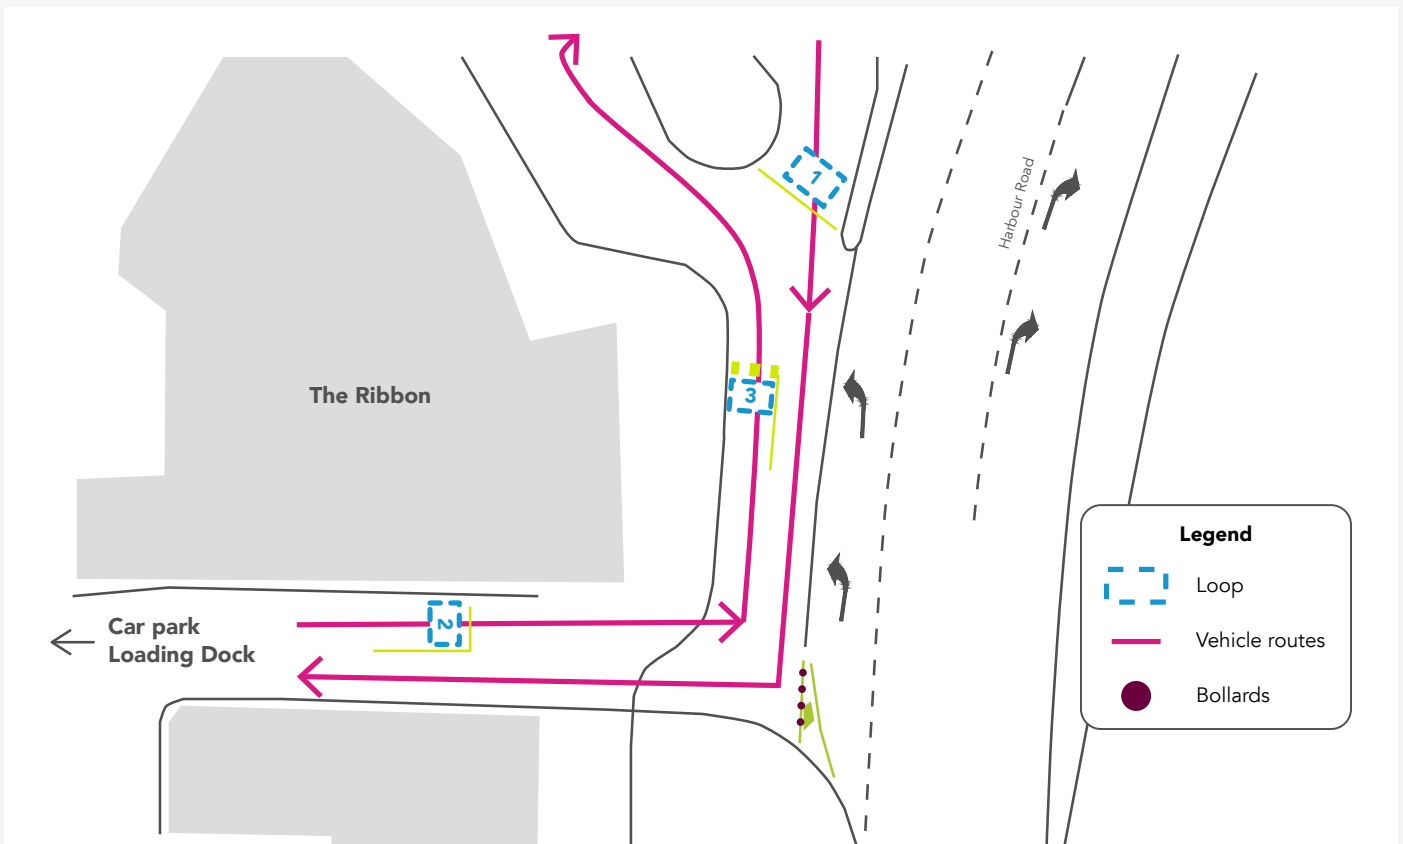 1
Harbour Road
3
The Ribbon
2
Car park
Loading Dock
Legend
Loop
Vehicle routes
Bollards